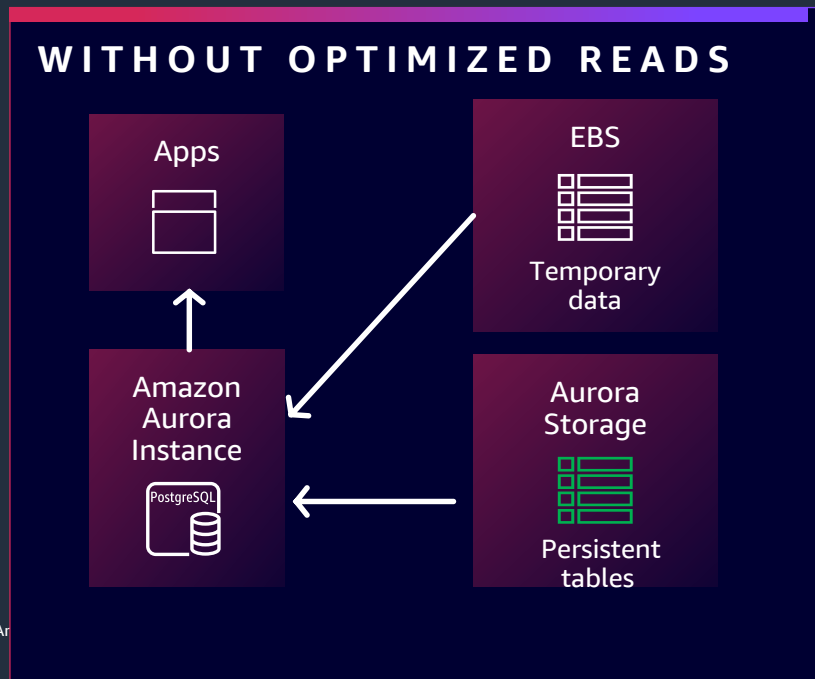 WITHOUT OPTIMIZED READS
Apps
EBS
Temporary
data
Amazon
Aurora
Instance
PostgreSQL
Aurora
Storage
Persistent
tables